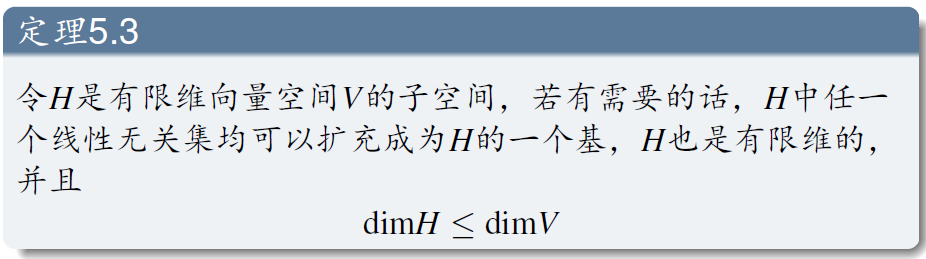 定理5.3
令H是有限维向量空间V的子空间，若有需要的话，H中任一
个线性无关集均可以扩充成为H的一个基，H也是有限维的，
并且
dimH ≤ dimV